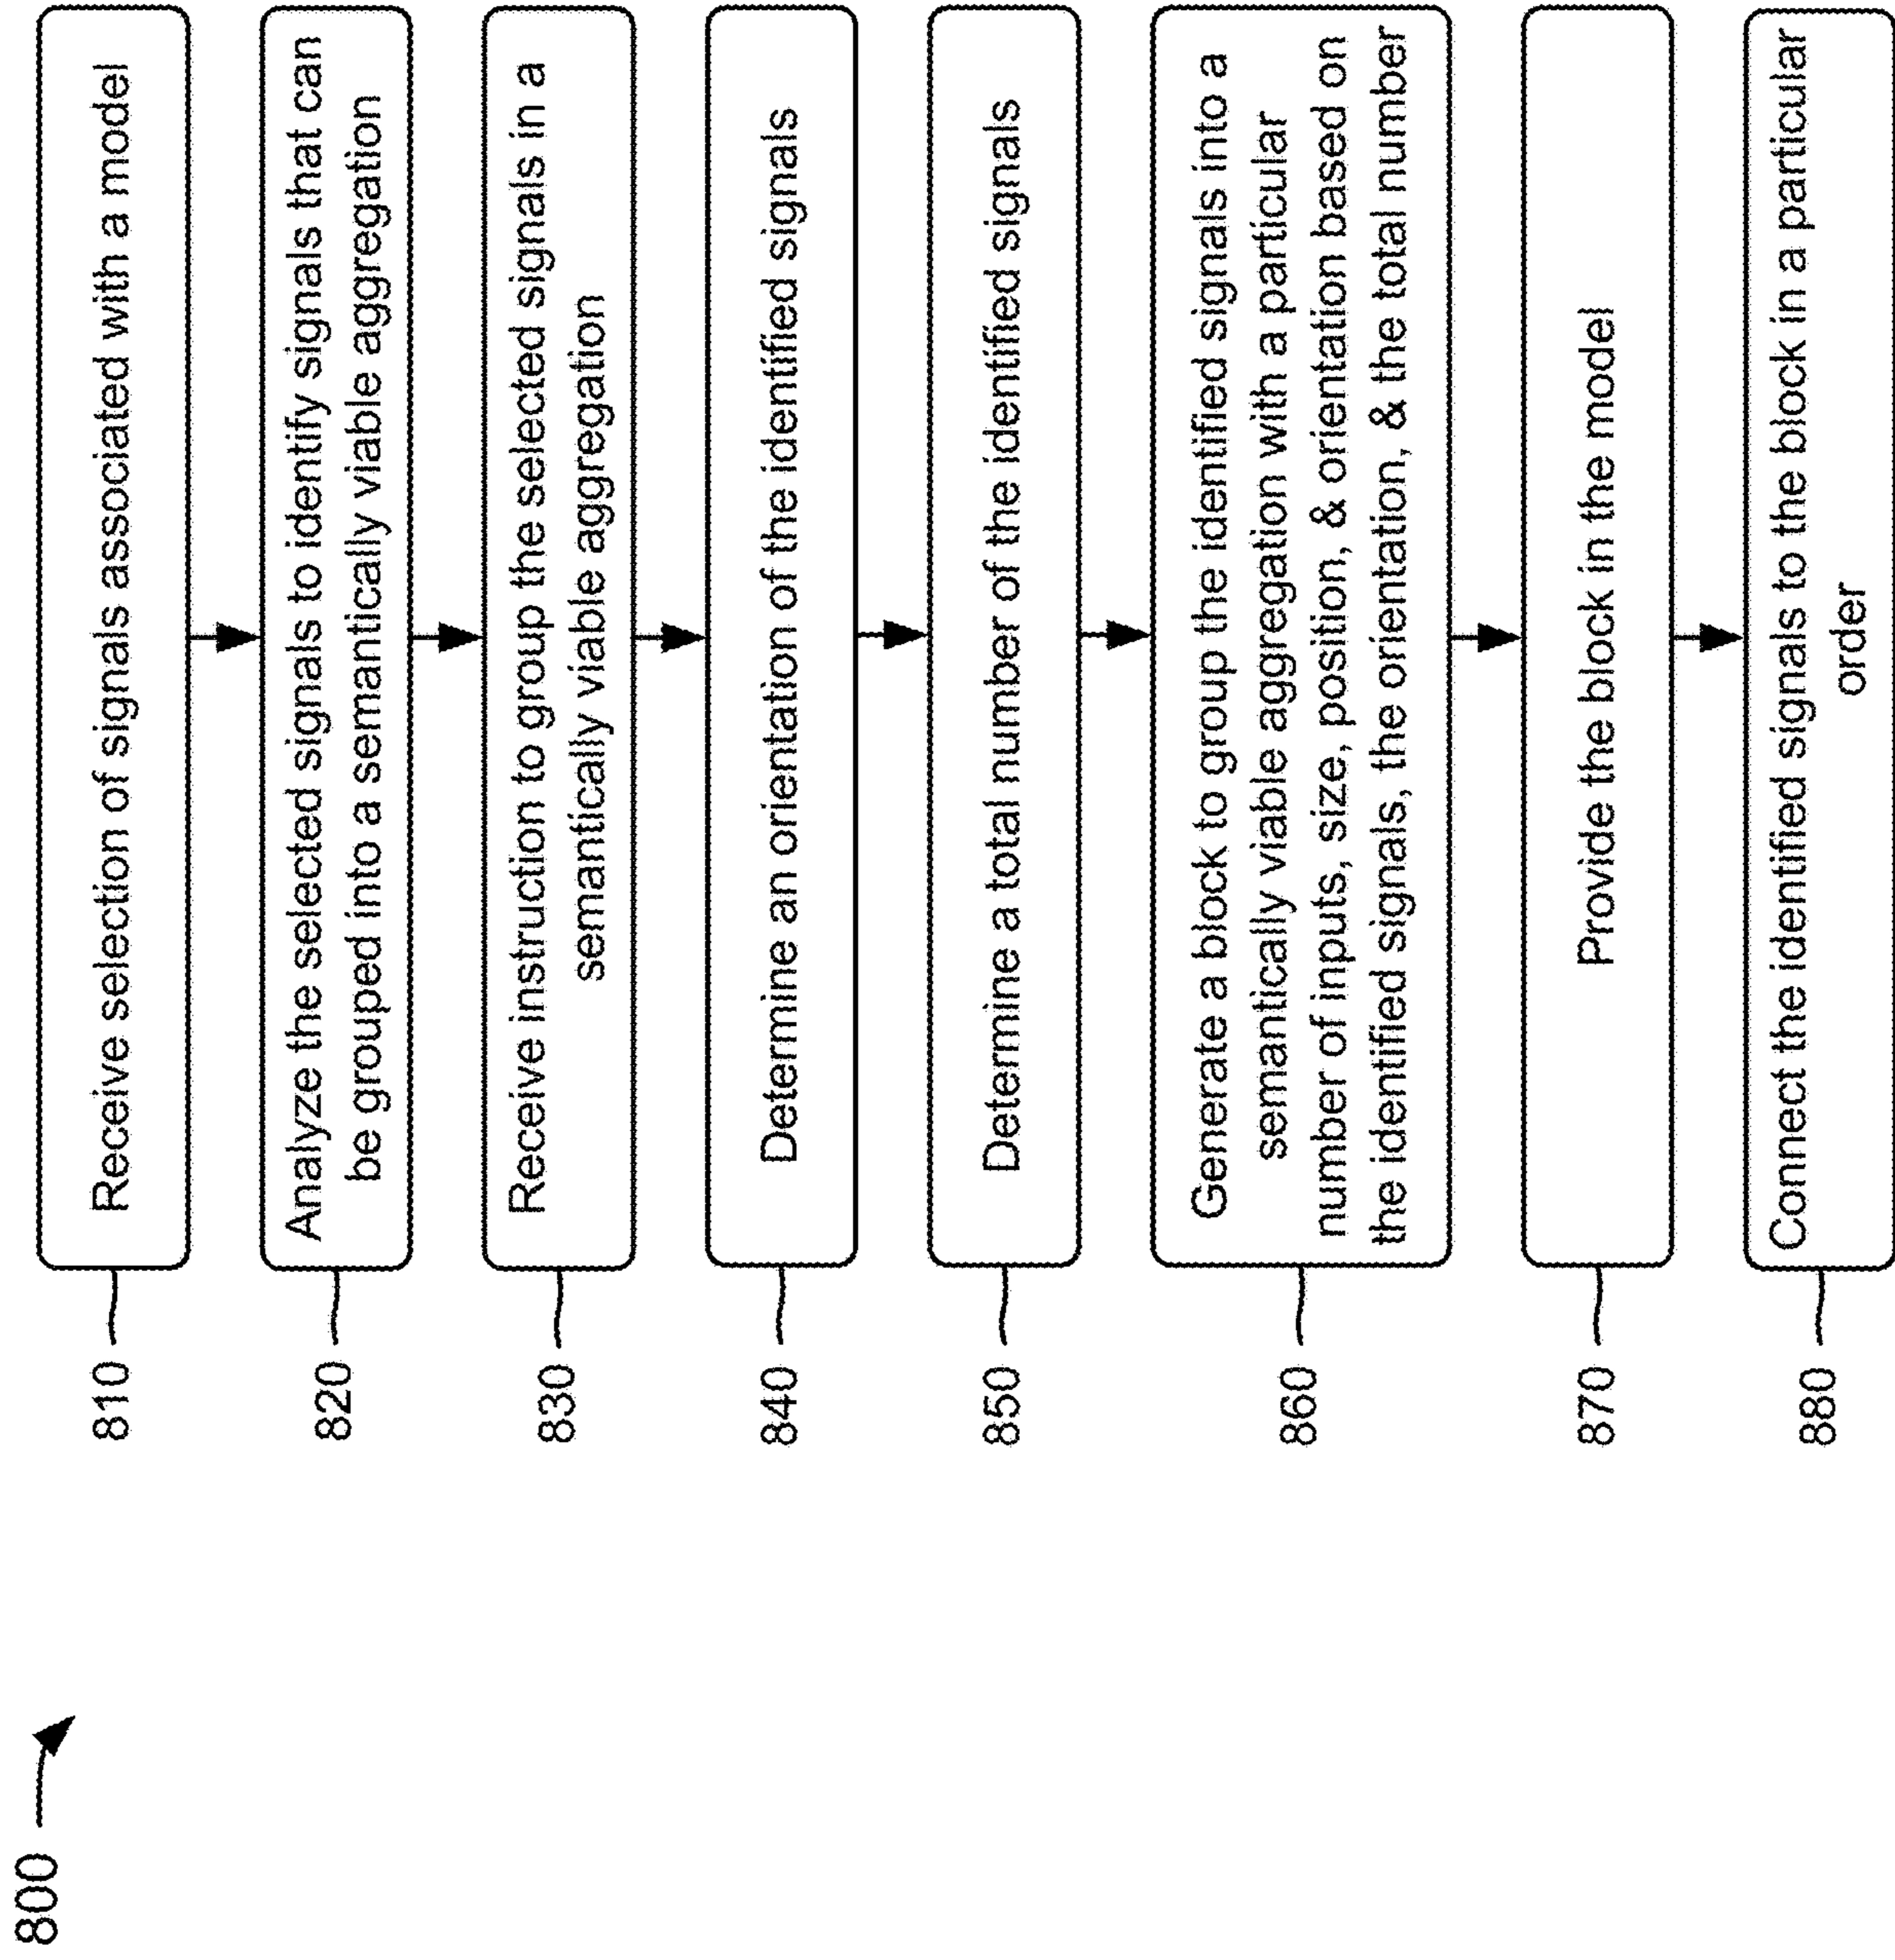 800
810
Receive selection of signals associated with a model
820
Analyze the selected signals to identify signals that can
be grouped into a semantically viable aggregation
830
Receive instruction to group the selected signals in a
semantically viable aggregation
840
Determine an orientation of the identified signals
850
Determine a total number of the identified signals
860
Generate a block to group the identified signals into a
semantically viable aggregation with a particular
number of inputs, size, position, & orientation based on
the identified signals, the orientation, & the total number
870
Provide the block in the model
880
Connect the identified signals to the block in a particular
order